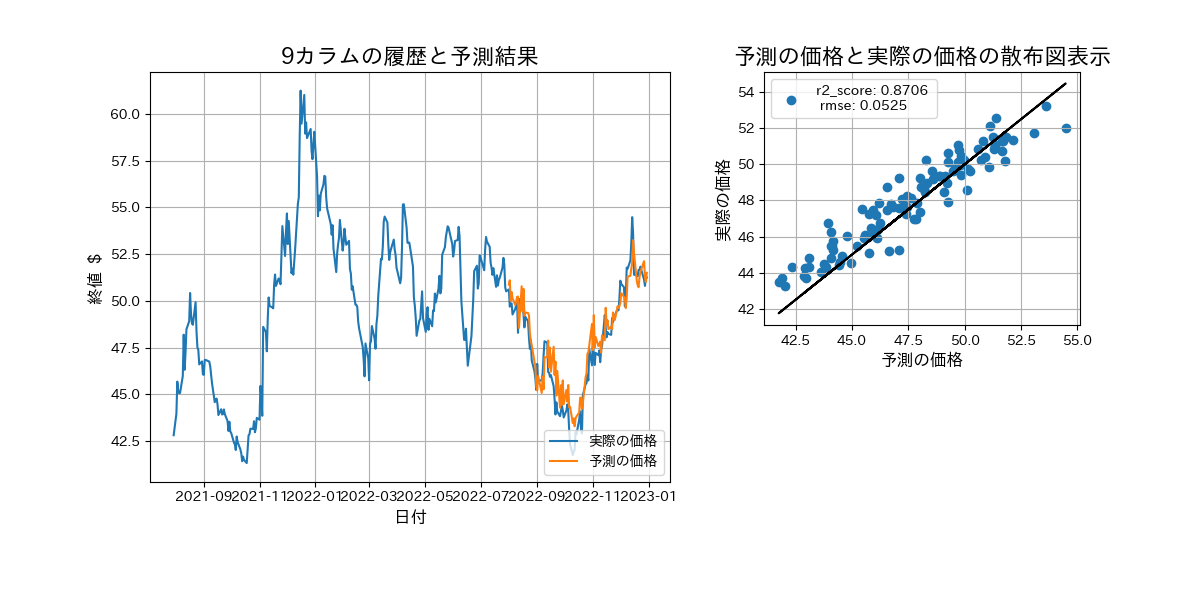 9カラムの履歴と予測結果
終値 $
60.0
57.5
55.0
52.5
50.0
47.5
45.0
42.5
実際の価格
予測の価格
2021-09 2021-11 2022-01 2022-03 2022-05 2022-07 2022-09 2022-11 2023-01
日付
予測の価格と実際の価格の散布図表示
r2_score: 0.8706
rmse: 0.0525
実際の価格
54
52
50
48
46
44
42
42.5 45.0 47.5 50.0 52.5 55.0
予測の価格